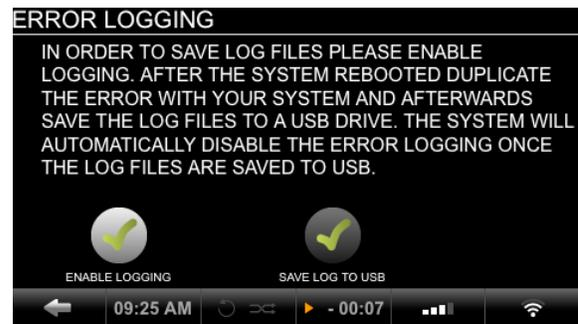 ERROR LOGGING
IN ORDER TO SAVE LOG FILES PLEASE ENABLE
LOGGING. AFTER THE SYSTEM REBOOTED DUPLICATE
THE ERROR WITH YOUR SYSTEM AND AFTERWARDS
SAVE THE LOG FILES TO A USB DRIVE. THE SYSTEM WILL
AUTOMATICALLY DISABLE THE ERROR LOGGING ONCE
THE LOG FILES ARE SAVED TO USB.
ENABLE LOGGING SAVE LOG TO USB
09:25 AM - 00:07